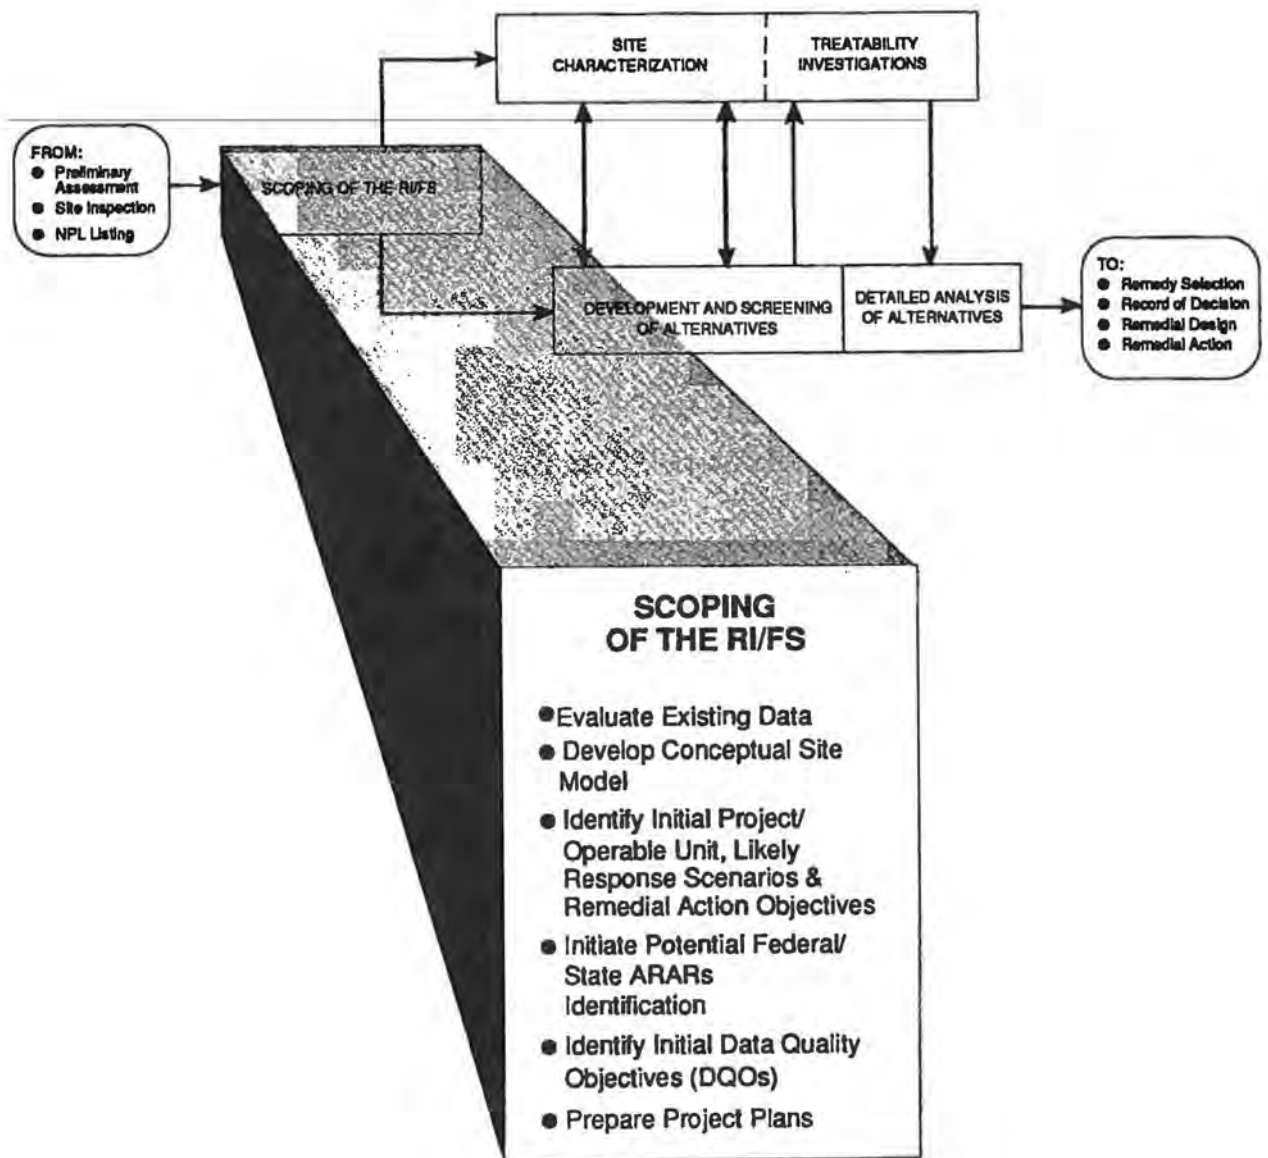 SITE
CHARACTERIZATION
TREATABILITY
INVESTIGATIONS
FROM:
● Preliminary
Assessment
● Site Inspection
● NPL Listing
SCOPING OF THE RI/FS
DEVELOPMENT AND SCREENING
OF ALTERNATIVES
DETAILED ANALYSIS
OF ALTERNATIVES
TO:
● Remedy Selection
● Record of Decision
● Remedial Design
● Remedial Action
SCOPING
OF THE RI/FS
● Evaluate Existing Data
● Develop Conceptual Site
Model
● Identify Initial Project/
Operable Unit, Likely
Response Scenarios &
Remedial Action Objectives
● Initiate Potential Federal/
State ARARs
Identification
● Identify Initial Data Quality
Objectives (DQOs)
● Prepare Project Plans